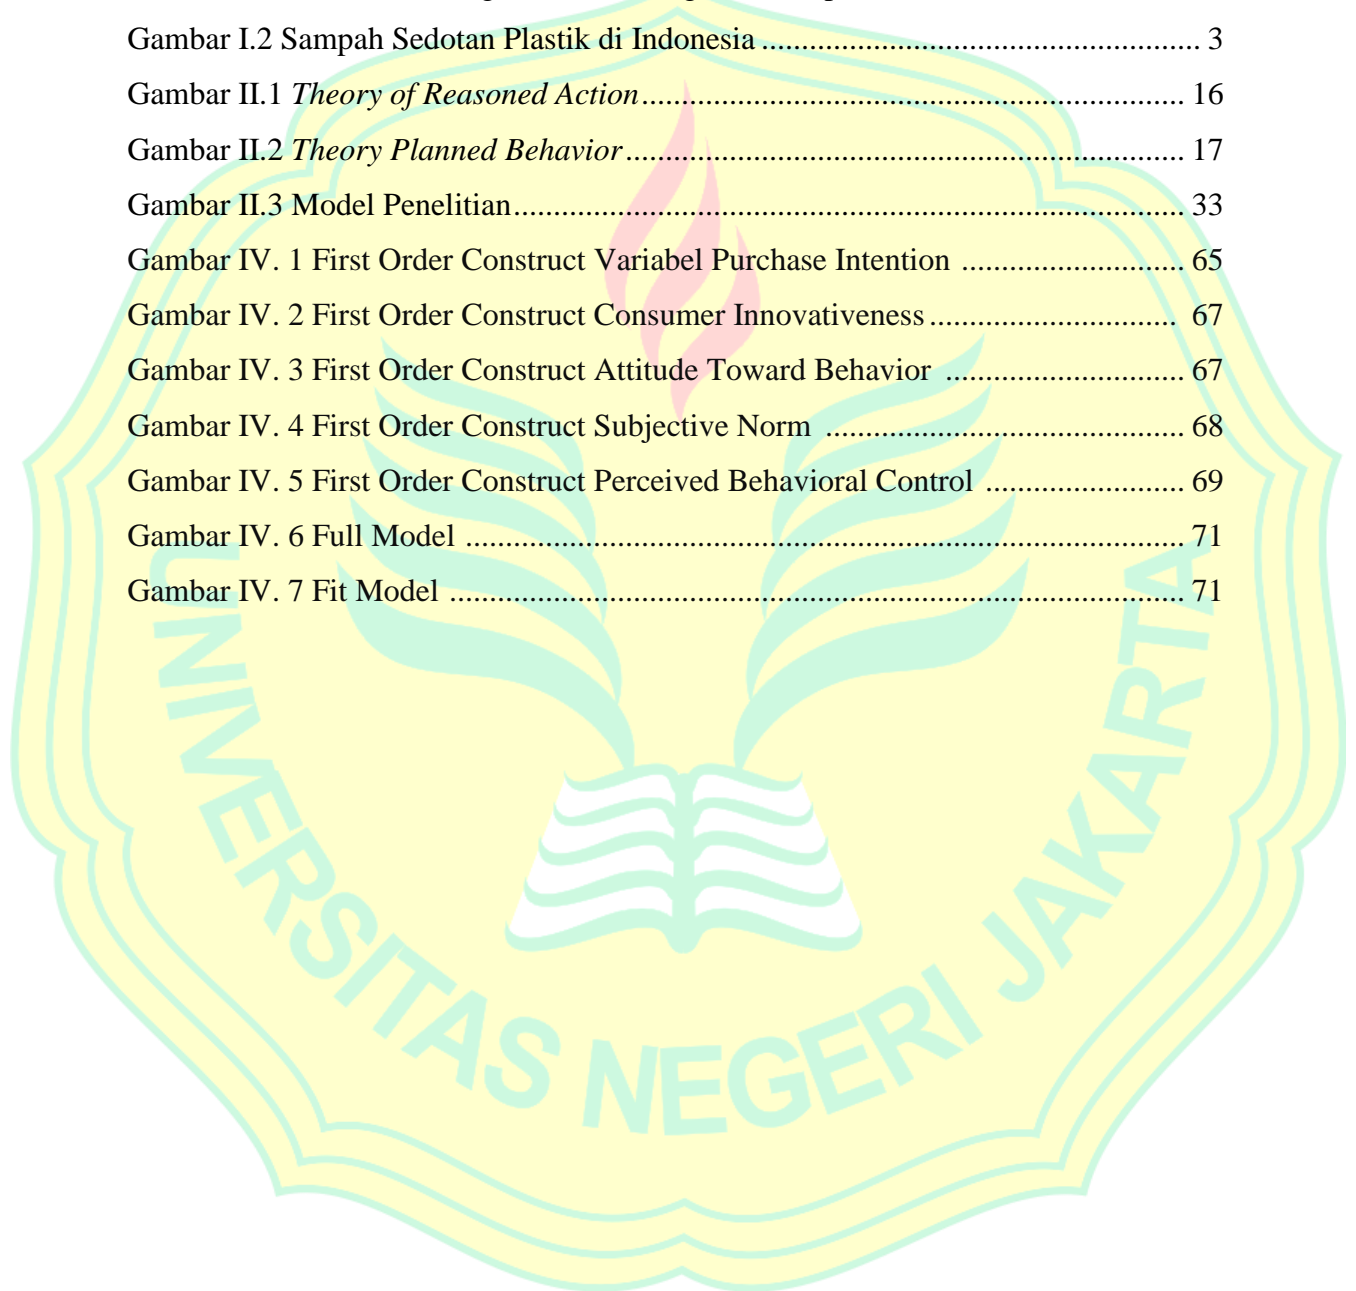 Gambar I.2 Sampah Sedotan Plastik di Indonesia ...................................................... 3
Gambar II.1 Theory of Reasoned Action.................................................................. 16
Gambar II.2 Theory Planned Behavior.................................................................... 17
Gambar II.3 Model Penelitian.................................................................................. 33
Gambar IV. 1 First Order Construct Variabel Purchase Intention ........................... 65
Gambar IV. 2 First Order Construct Consumer Innovativeness .............................. 67
Gambar IV. 3 First Order Construct Attitude Toward Behavior ............................. 67
Gambar IV. 4 First Order Construct Subjective Norm ............................................ 68
Gambar IV. 5 First Order Construct Perceived Behavioral Control ........................ 69
Gambar IV. 6 Full Model ........................................................................................ 71
Gambar IV. 7 Fit Model .......................................................................................... 71
UNIVERSITAS NEGERI JAKARTA